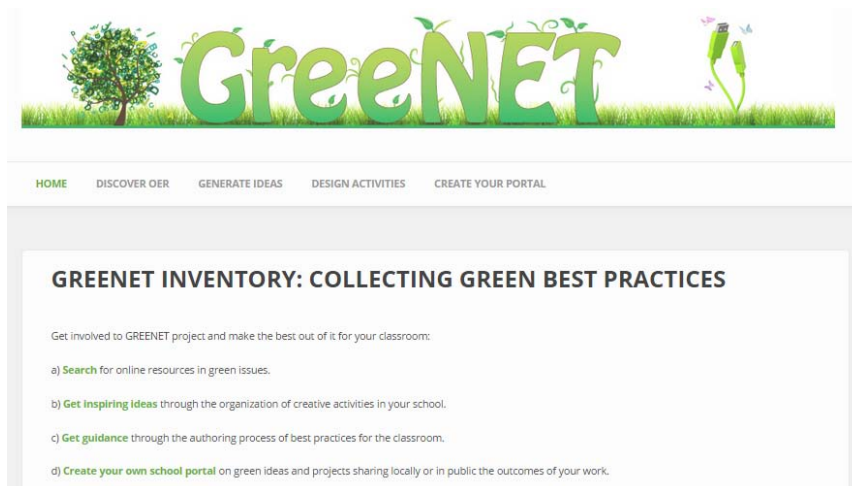 GreeNET
HOME DISCOVER OER GENERATE IDEAS DESIGN ACTIVITIES CREATE YOUR PORTAL
GREENET INVENTORY: COLLECTING GREEN BEST PRACTICES
Get involved to GREENET project and make the best out of it for your classroom:
a) Search for online resources in green issues.
b) Get inspiring ideas through the organization of creative activities in your school.
c) Get guidance through the authoring process of best practices for the classroom.
d) Create your own school portal on green ideas and projects sharing locally or in public the outcomes of your work.